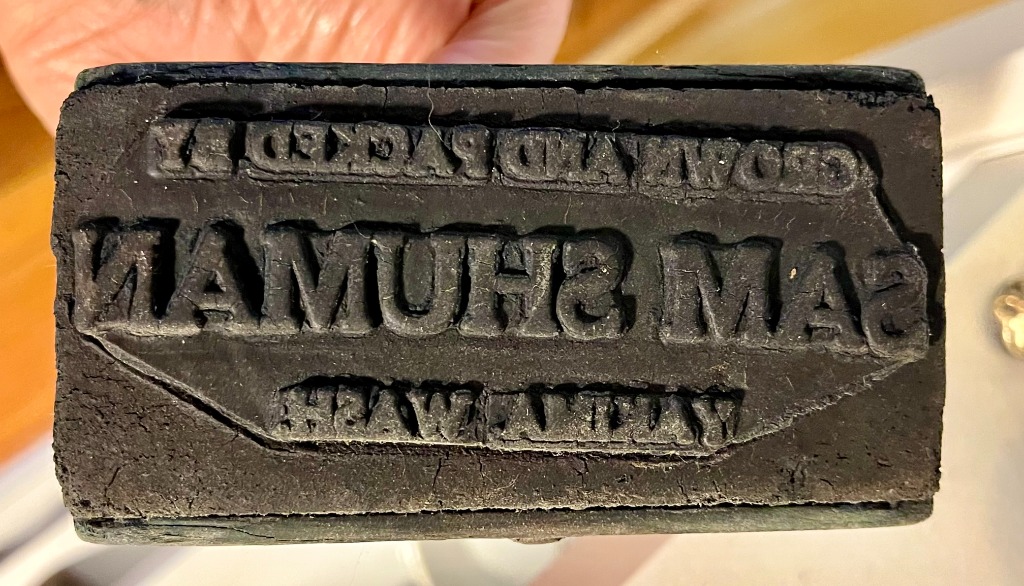 GROWN AND PACKED BY
SAM SHUMAN
YAKIMA, WASH.